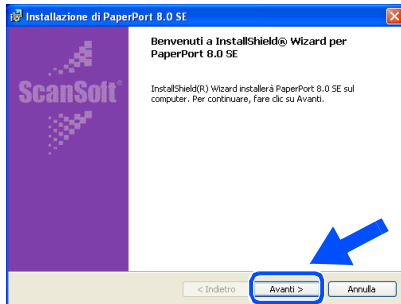 Installazione di PaperPort 8.0 SE
Benvenuti a InstallShield® Wizard per
PaperPort 8.0 SE
ScanSoft®
InstallShield(R) Wizard installerà PaperPort 8.0 SE sul
computer. Per continuare, fare clic su Avanti.
< Indietro
Avanti >
Annulla